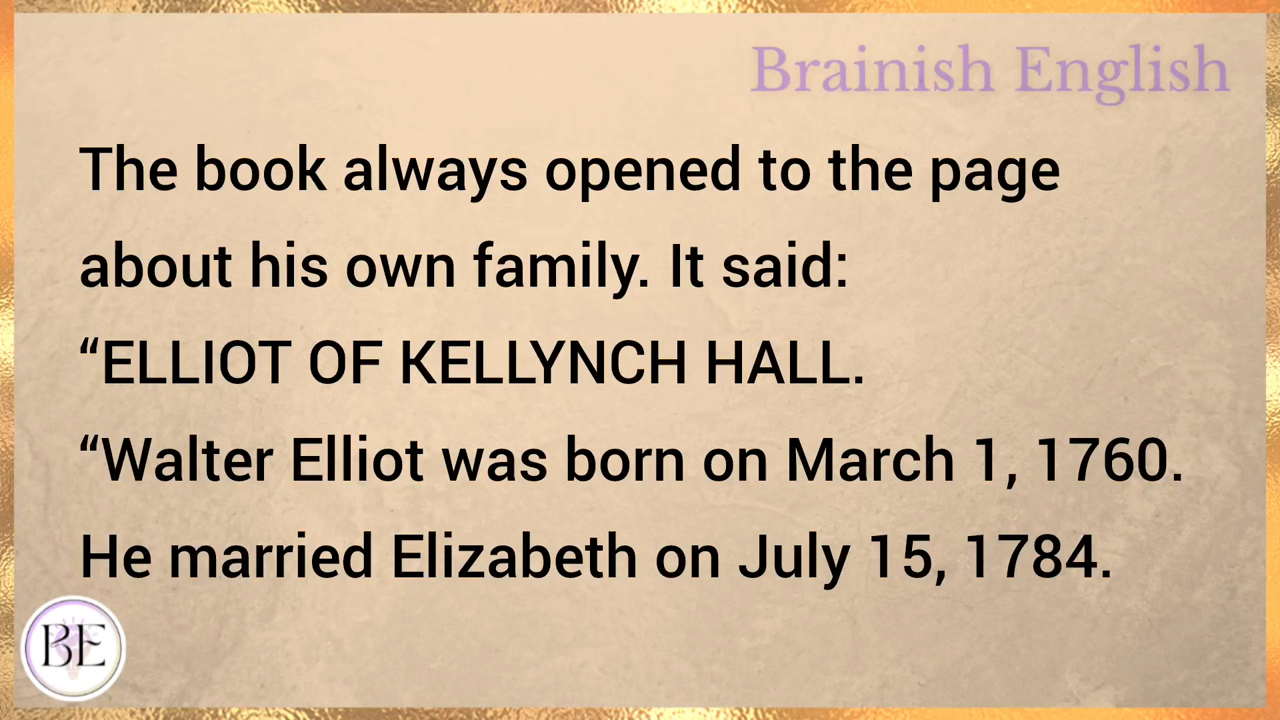 Brainish English
The book always opened to the page
about his own family. It said:
“ELLIOT OF KELLYNCH HALL.
“Walter Elliot was born on March 1, 1760.
He married Elizabeth on July 15, 1784.
BE